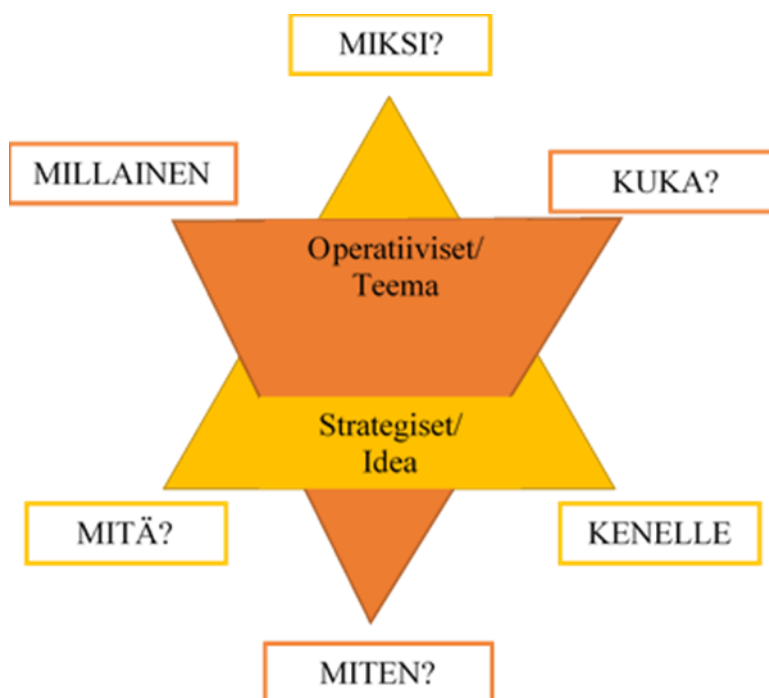 MIKSI?
MILLAINEN
KUKA?
Operatiiviset/
Teema
Strategiset/
Idea
MITÄ?
KENELLE
MITEN?